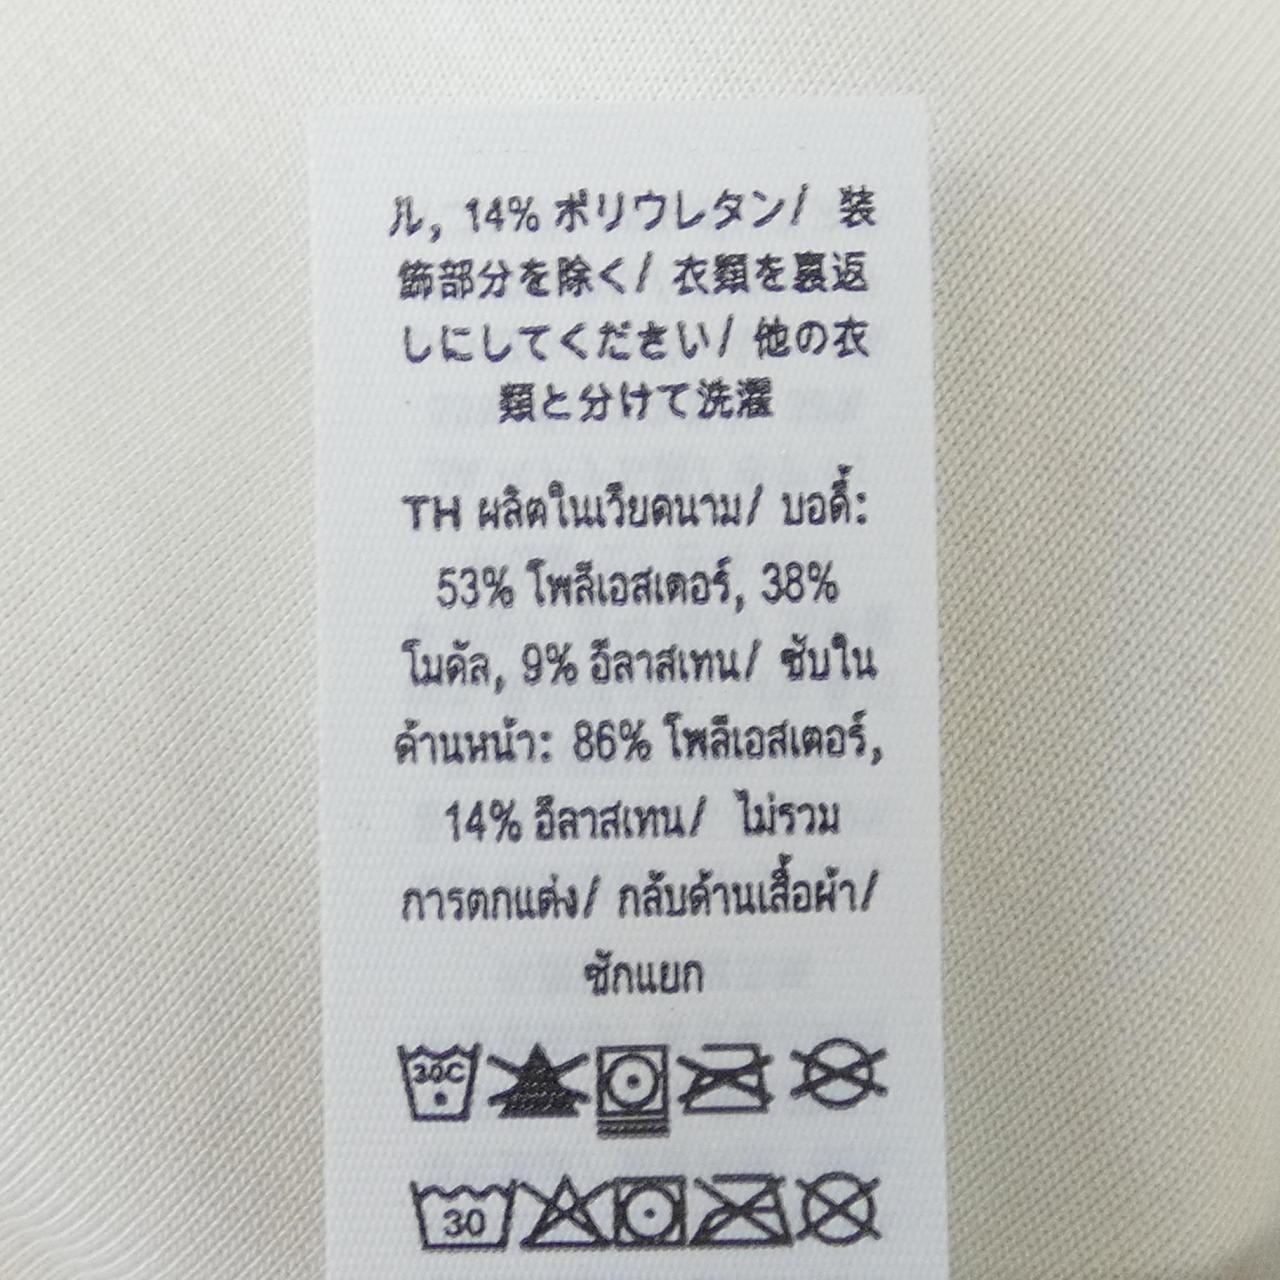 ル, 14% ポリウレタン/ 装
飾部分を除く/ 衣類を裏返
しにしてください/ 他の衣
類と分けて洗濯
TH ผลิตในเวียดนาม/ บอดี้:
53% โพลีเอสเตอร์, 38%
โมดัล, 9% อีลาสเทน/ ซับใน
ด้านหน้า: 86% โพลีเอสเตอร์,
14% อีลาสเทน/ ไม่รวม
การตกแต่ง/ กลับด้านเสื้อผ้า/
ซักแยก
30C
30